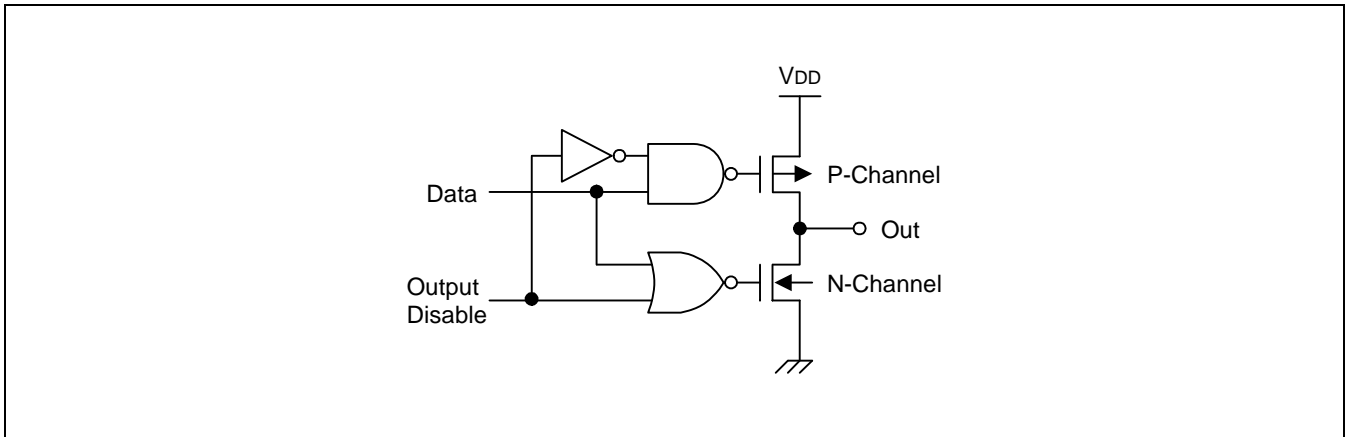 VDD
P-Channel
Data
Out
N-Channel
Output
Disable